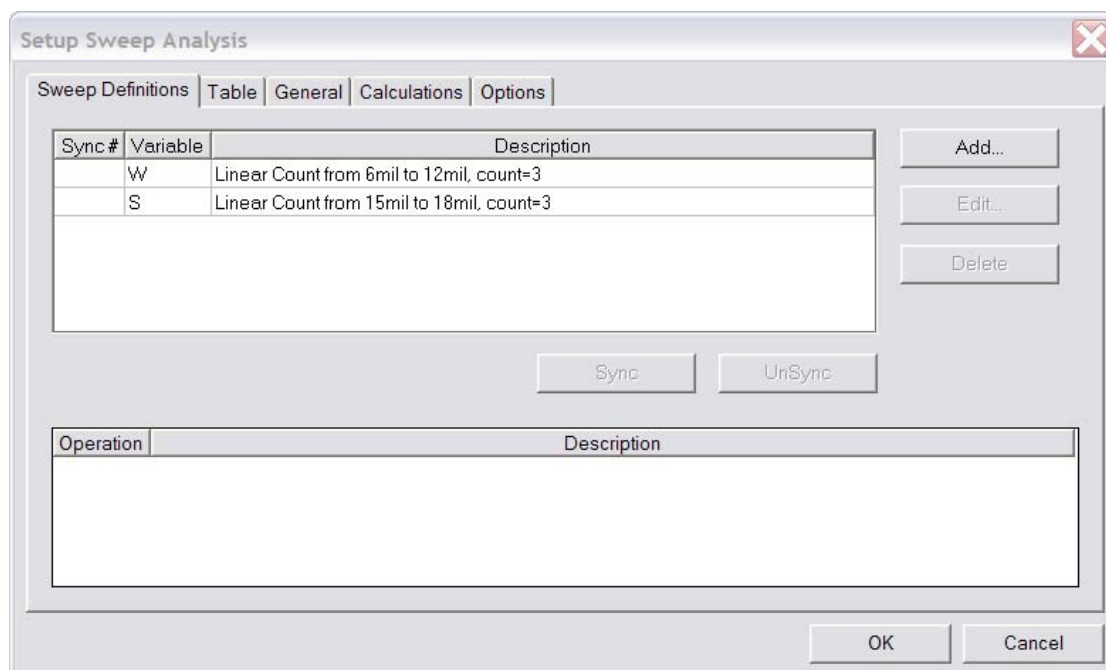 Setup Sweep Analysis
Sweep Definitions Table General Calculations Options
Sync # Variable Description
W Linear Count from 6mil to 12mil, count=3
S Linear Count from 15mil to 18mil, count=3
Add...
Edit...
Delete
Sync UnSync
Operation Description
OK Cancel